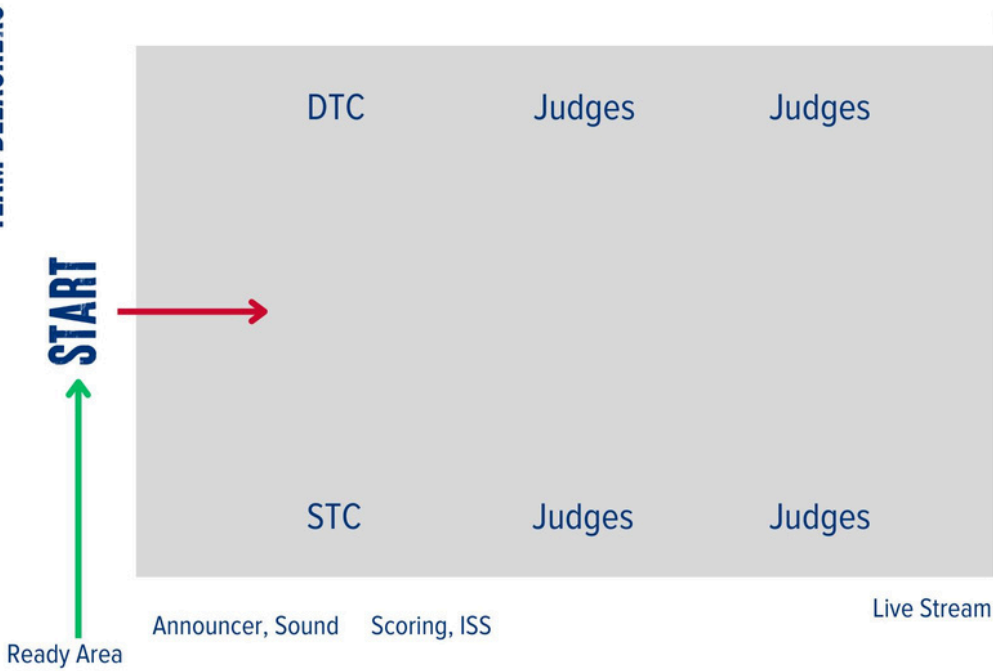 DTC Judges Judges
START
STC Judges Judges
Announcer, Sound Scoring, ISS
Live Stream
Ready Area